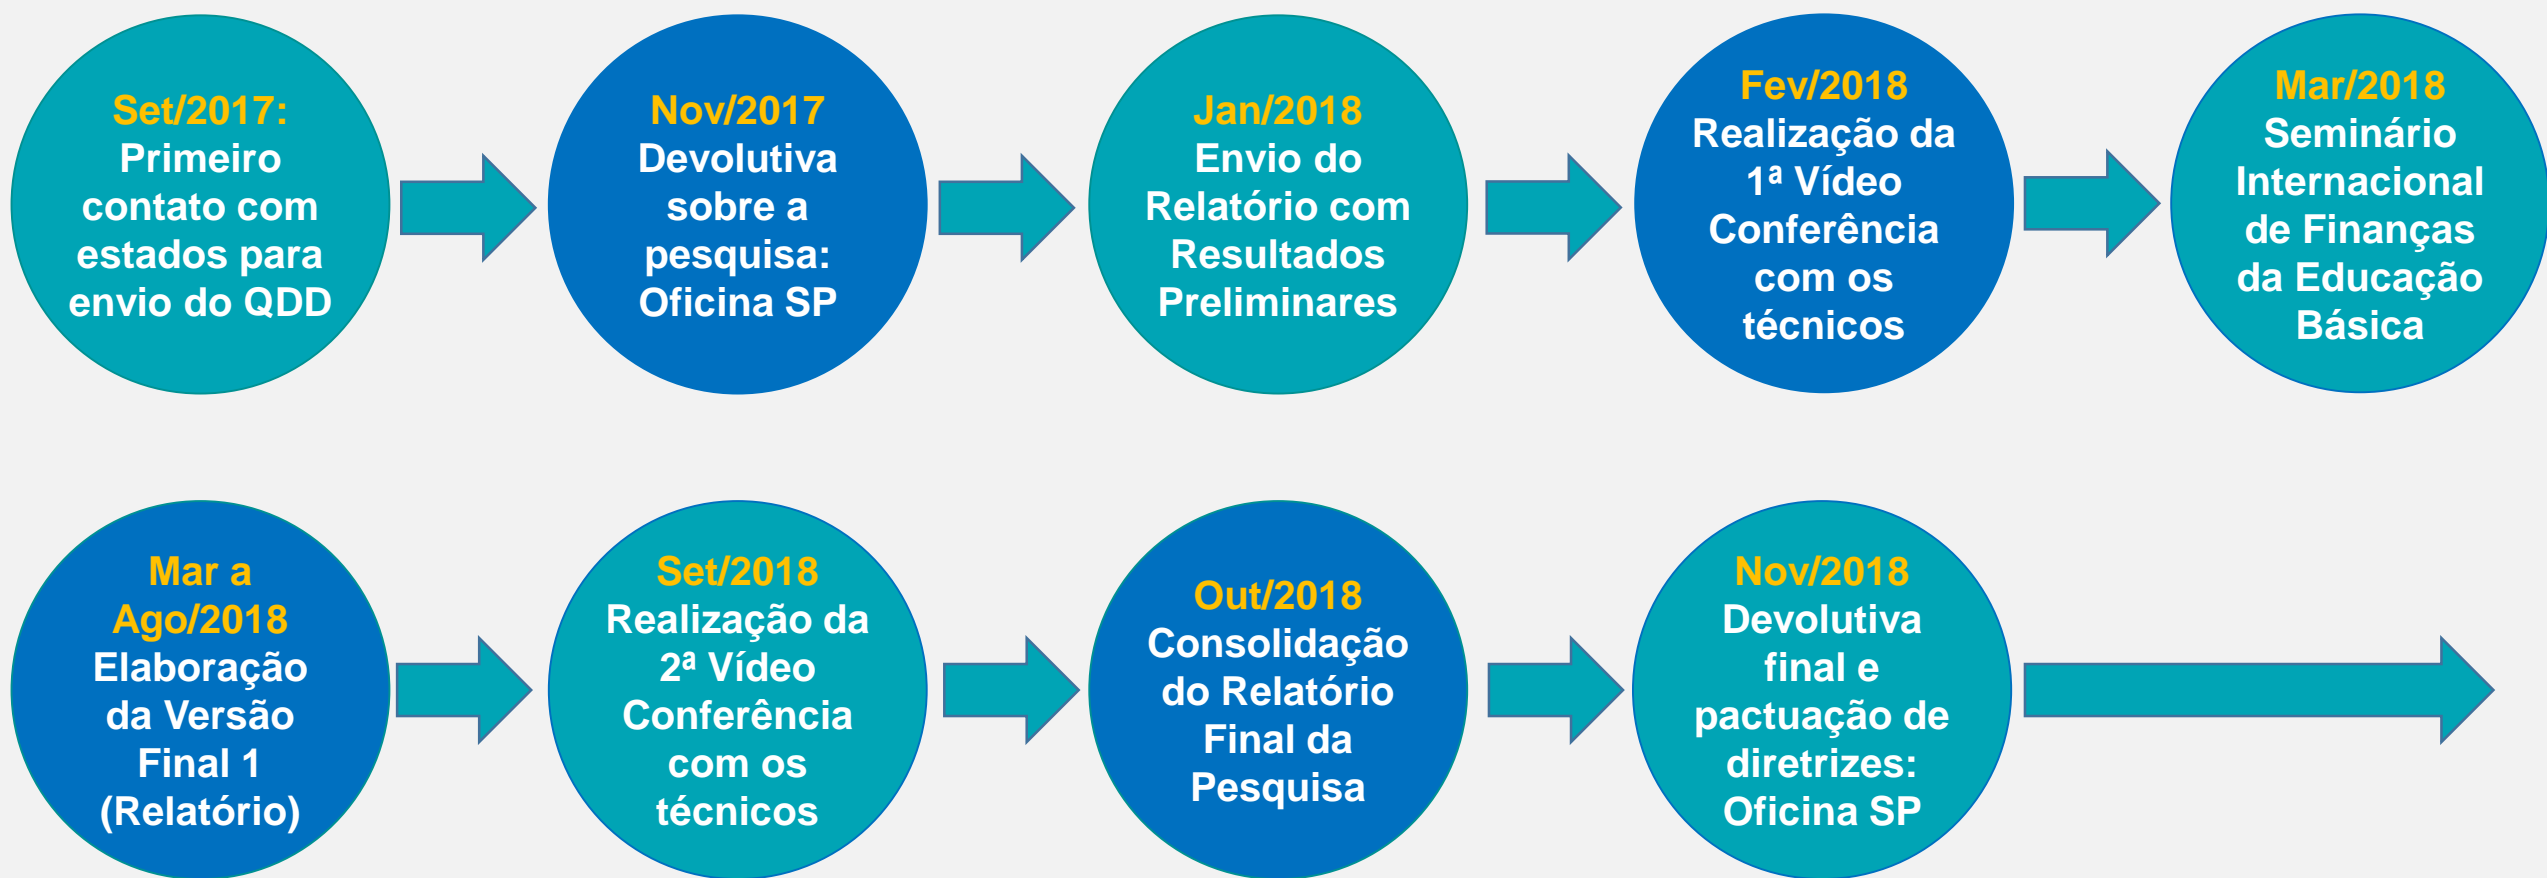 Set/2017:
Primeiro
contato com
estados para
envio do QDD
Nov/2017
Devolutiva
sobre a
pesquisa:
Oficina SP
Jan/2018
Envio do
Relatório com
Resultados
Preliminares
Fev/2018
Realização da
1ª Vídeo
Conferência
com os
técnicos
Mar/2018
Seminário
Internacional
de Finanças
da Educação
Básica
Mar a
Ago/2018
Elaboração
da Versão
Final 1
(Relatório)
Set/2018
Realização da
2ª Vídeo
Conferência
com os
técnicos
Out/2018
Consolidação
do Relatório
Final da
Pesquisa
Nov/2018
Devolutiva
final e
pactuação de
diretrizes:
Oficina SP